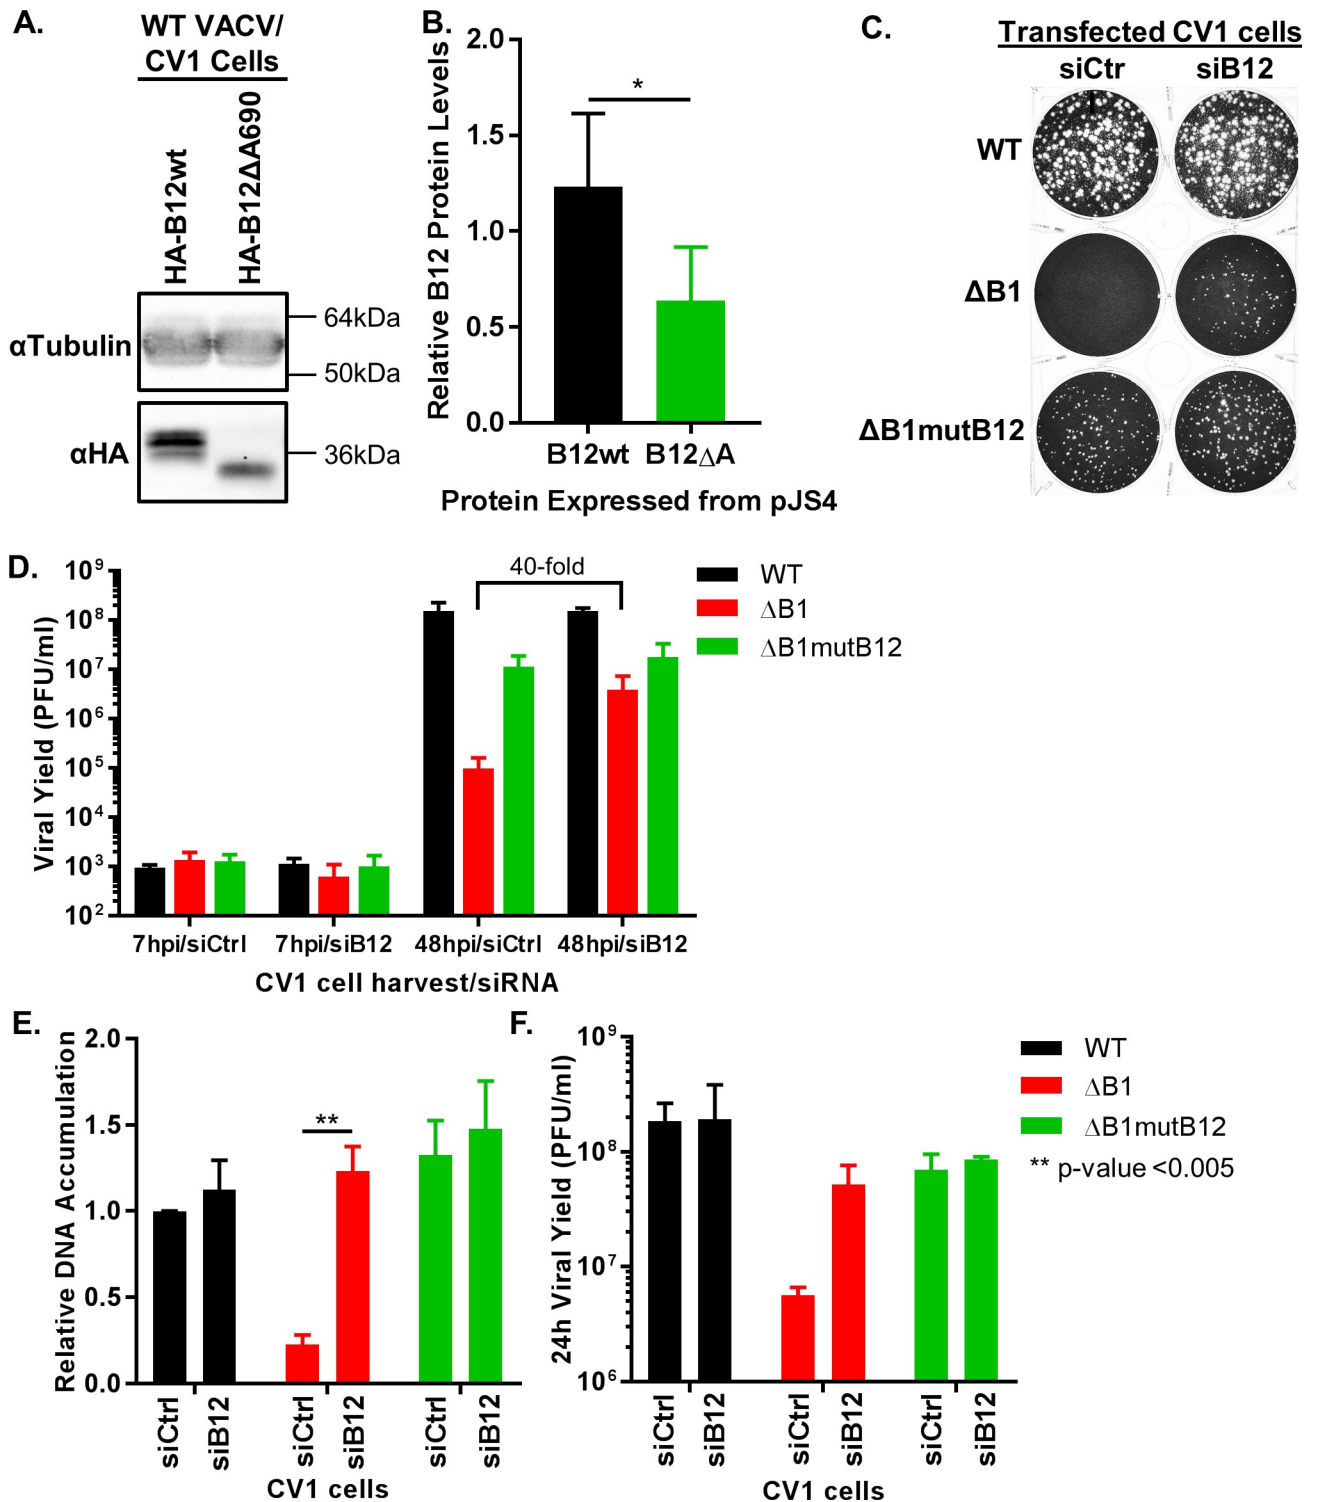 A.
WT VACV/
CV1 Cells
HA-B12wt
HA-B12ΔA690
αTubulin
64kDa
50kDa
αHA
36kDa
B.
Relative B12 Protein Levels
2.0
1.5
1.0
0.5
0.0
*
B12wt B12ΔA
Protein Expressed from pJS4
C.
Transfected CV1 cells
siCtr siB12
WT
ΔB1
ΔB1mutB12
D.
Viral Yield (PFU/ml)
10⁹
10⁸
10⁷
10⁶
10⁵
10⁴
10³
10²
40-fold
WT
ΔB1
ΔB1mutB12
7hpi/siCtrl 7hpi/siB12 48hpi/siCtrl 48hpi/siB12
CV1 cell harvest/siRNA
E.
Relative DNA Accumulation
2.0
1.5
1.0
0.5
0.0
**
siCtrl siB12 siCtrl siB12 siCtrl siB12
CV1 cells
F.
24h Viral Yield (PFU/ml)
10⁹
10⁸
10⁷
10⁶
siCtrl siB12 siCtrl siB12 siCtrl siB12
CV1 cells
WT
ΔB1
ΔB1mutB12
** p-value <0.005